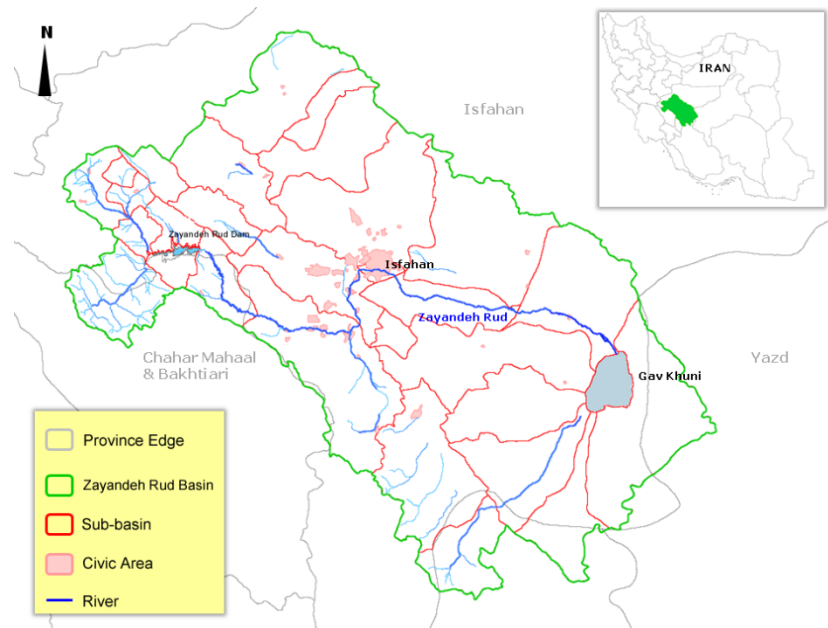 N
IRAN
Isfahan
Zayandeh Rud Dam
Isfahan
Zayandeh Rud
Chahar Mahaal
& Bakhtiari
Yazd
Gav Khuni
Province Edge
Zayandeh Rud Basin
Sub-basin
Civic Area
River